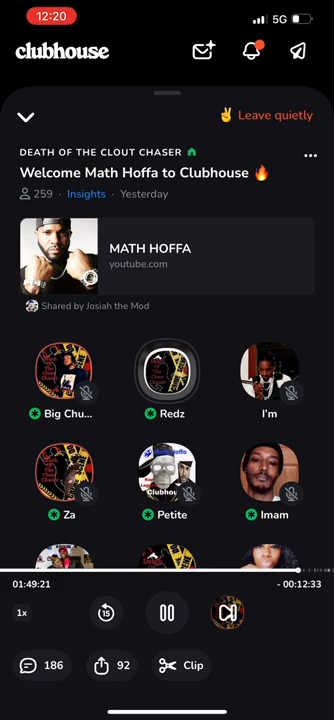 12:20
5G
clubhouse
✌ Leave quietly
DEATH OF THE CLOUT CHASER
Welcome Math Hoffa to Clubhouse 🔥
259 · Insights · Yesterday
MATH HOFFA
youtube.com
Shared by Josiah the Mod
Big Chu...
Redz
I'm
Za
Petite
Imam
01:49:21
- 00:12:33
1x
15
186
92
Clip